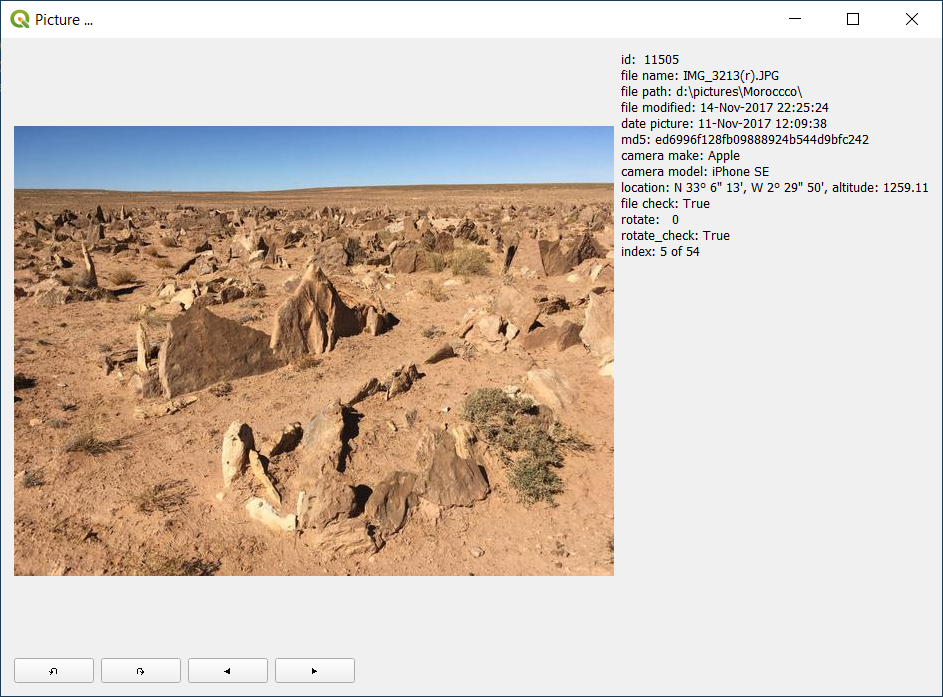 Picture ...
id:  11505
file name: IMG_3213(r).JPG
file path: d:\pictures\Moroccco\
file modified: 14-Nov-2017 22:25:24
date picture: 11-Nov-2017 12:09:38
md5: ed6996f128fb09888924b544d9bfc242
camera make: Apple
camera model: iPhone SE
location: N 33º 6" 13', W 2º 29" 50', altitude: 1259.11
file check: True
rotate:   0
rotate_check: True
index: 5 of 54